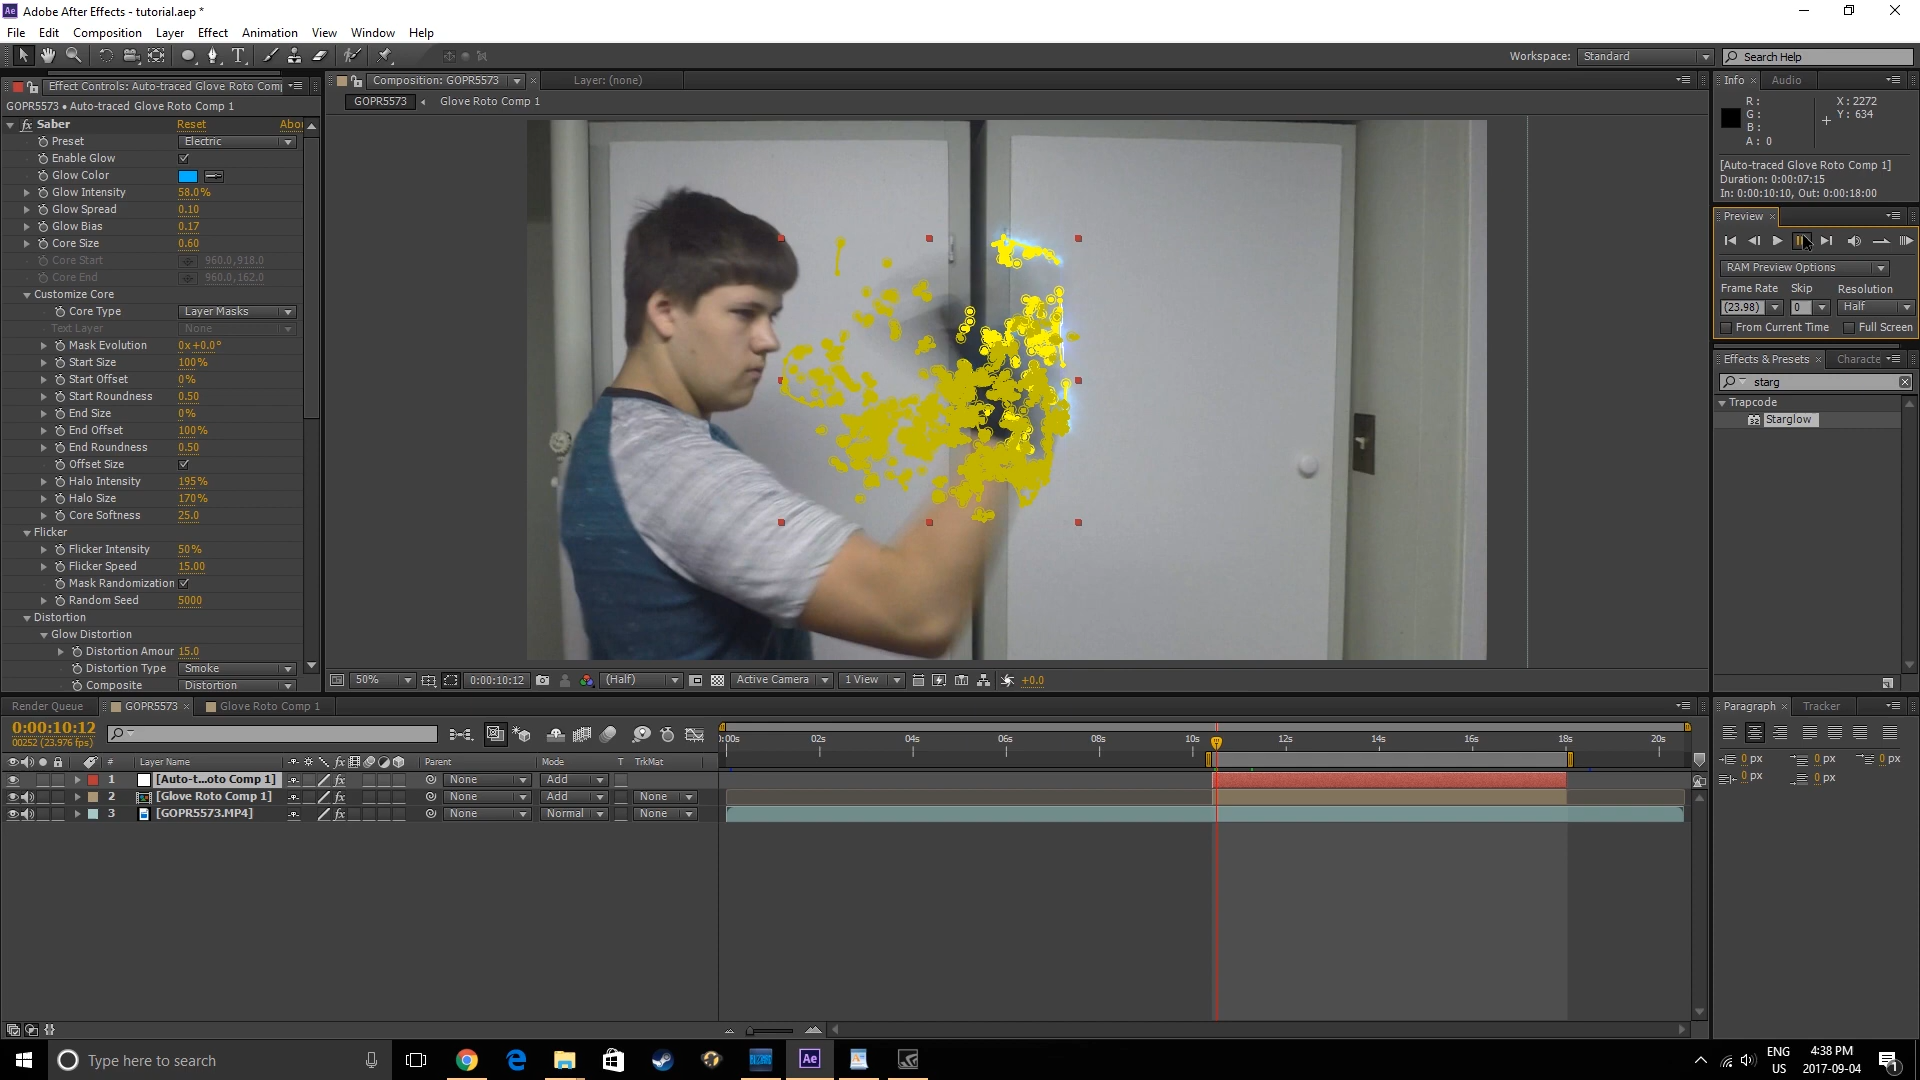 Ae Adobe After Effects - tutorial.aep *
File Edit Composition Layer Effect Animation View Window Help
Workspace: Standard Search Help
Effect Controls: Auto-traced Glove Roto Comp
GOPR5573 • Auto-traced Glove Roto Comp 1
fx Saber Reset Abou
Preset Electric
Enable Glow
Glow Color
Glow Intensity 58.0%
Glow Spread 0.10
Glow Bias 0.17
Core Size 0.60
Core Start 960.0,918.0
Core End 960.0,162.0
Customize Core
Core Type Layer Masks
Text Layer None
Mask Evolution 0x+0.0°
Start Size 100%
Start Offset 0%
Start Roundness 0.50
End Size 0%
End Offset 100%
End Roundness 0.50
Offset Size
Halo Intensity 195%
Halo Size 170%
Core Softness 25.0
Flicker
Flicker Intensity 50%
Flicker Speed 15.00
Mask Randomization
Random Seed 5000
Distortion
Glow Distortion
Distortion Amour 15.0
Distortion Type Smoke
Composite Distortion
Composition: GOPR5573 Layer: (none)
GOPR5573 Glove Roto Comp 1
50% 0:00:10:12 (Half) Active Camera 1 View +0.0
Info Audio
R : X : 2272
G : Y : 634
B :
A : 0
[Auto-traced Glove Roto Comp 1]
Duration: 0:00:07:15
In: 0:00:10:10, Out: 0:00:18:00
Preview
RAM Preview Options
Frame Rate Skip Resolution
(23.98) 0 Half
From Current Time Full Screen
Effects & Presets Characte
starg
Trapcode
32 Starglow
Render Queue GOPR5573 Glove Roto Comp 1
0:00:10:12
00252 (23.976 fps)
):00s 02s 04s 06s 08s 10s 12s 14s 16s 18s 20s
# Layer Name fx Parent Mode T TrkMat
1 [Auto-t...oto Comp 1] fx None Add
2 [Glove Roto Comp 1] fx None Add None
3 [GOPR5573.MP4] fx None Normal None
Paragraph Tracker
0 px 0 px 0 px
0 px 0 px
Type here to search
Ae
ENG
US
4:38 PM
2017-09-04
1